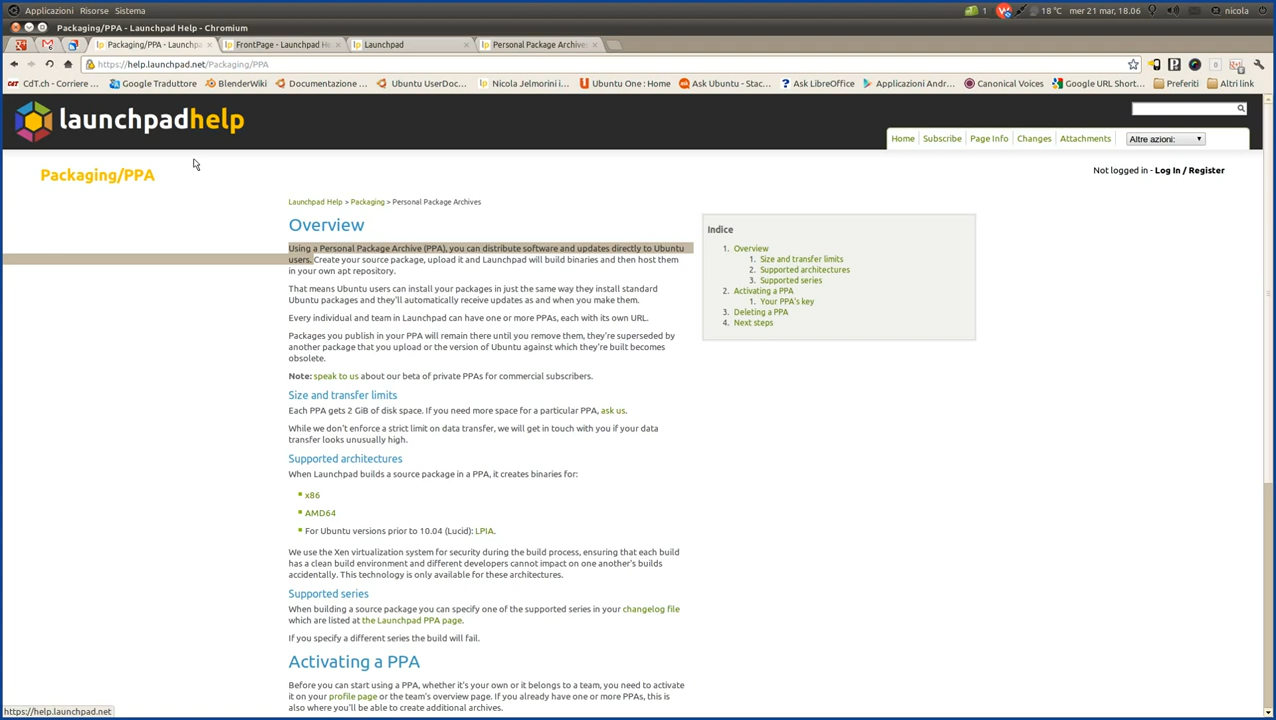 Applicazioni Risorse Sistema 1 18 °C mer 21 mar, 18.06 nicola
Packaging/PPA - Launchpad Help - Chromium
Packaging/PPA - Launchpa × FrontPage - Launchpad He × Launchpad × Personal Package Archives ×
https://help.launchpad.net/Packaging/PPA
CdT.ch - Corriere ... Google Traduttore BlenderWiki Documentazione ... Ubuntu UserDoc... Nicola Jelmorini i... Ubuntu One : Home Ask Ubuntu - Stac... Ask LibreOffice Applicazioni Andr... Canonical Voices Google URL Short... Preferiti Altri link
launchpadhelp
Home Subscribe Page Info Changes Attachments Altre azioni:
Packaging/PPA
Not logged in - Log In / Register
Launchpad Help > Packaging > Personal Package Archives
Overview
Using a Personal Package Archive (PPA), you can distribute software and updates directly to Ubuntu
users. Create your source package, upload it and Launchpad will build binaries and then host them
in your own apt repository.
That means Ubuntu users can install your packages in just the same way they install standard
Ubuntu packages and they'll automatically receive updates as and when you make them.
Every individual and team in Launchpad can have one or more PPAs, each with its own URL.
Packages you publish in your PPA will remain there until you remove them, they're superseded by
another package that you upload or the version of Ubuntu against which they're built becomes
obsolete.
Note: speak to us about our beta of private PPAs for commercial subscribers.
Size and transfer limits
Each PPA gets 2 GiB of disk space. If you need more space for a particular PPA, ask us.
While we don't enforce a strict limit on data transfer, we will get in touch with you if your data
transfer looks unusually high.
Supported architectures
When Launchpad builds a source package in a PPA, it creates binaries for:
x86
AMD64
For Ubuntu versions prior to 10.04 (Lucid): LPIA.
We use the Xen virtualization system for security during the build process, ensuring that each build
has a clean build environment and different developers cannot impact on one another's builds
accidentally. This technology is only available for these architectures.
Supported series
When building a source package you can specify one of the supported series in your changelog file
which are listed at the Launchpad PPA page.
If you specify a different series the build will fail.
Activating a PPA
Before you can start using a PPA, whether it's your own or it belongs to a team, you need to activate
it on your profile page or the team's overview page. If you already have one or more PPAs, this is
also where you'll be able to create additional archives.
Indice
1. Overview
1. Size and transfer limits
2. Supported architectures
3. Supported series
2. Activating a PPA
1. Your PPA's key
3. Deleting a PPA
4. Next steps
https://help.launchpad.net